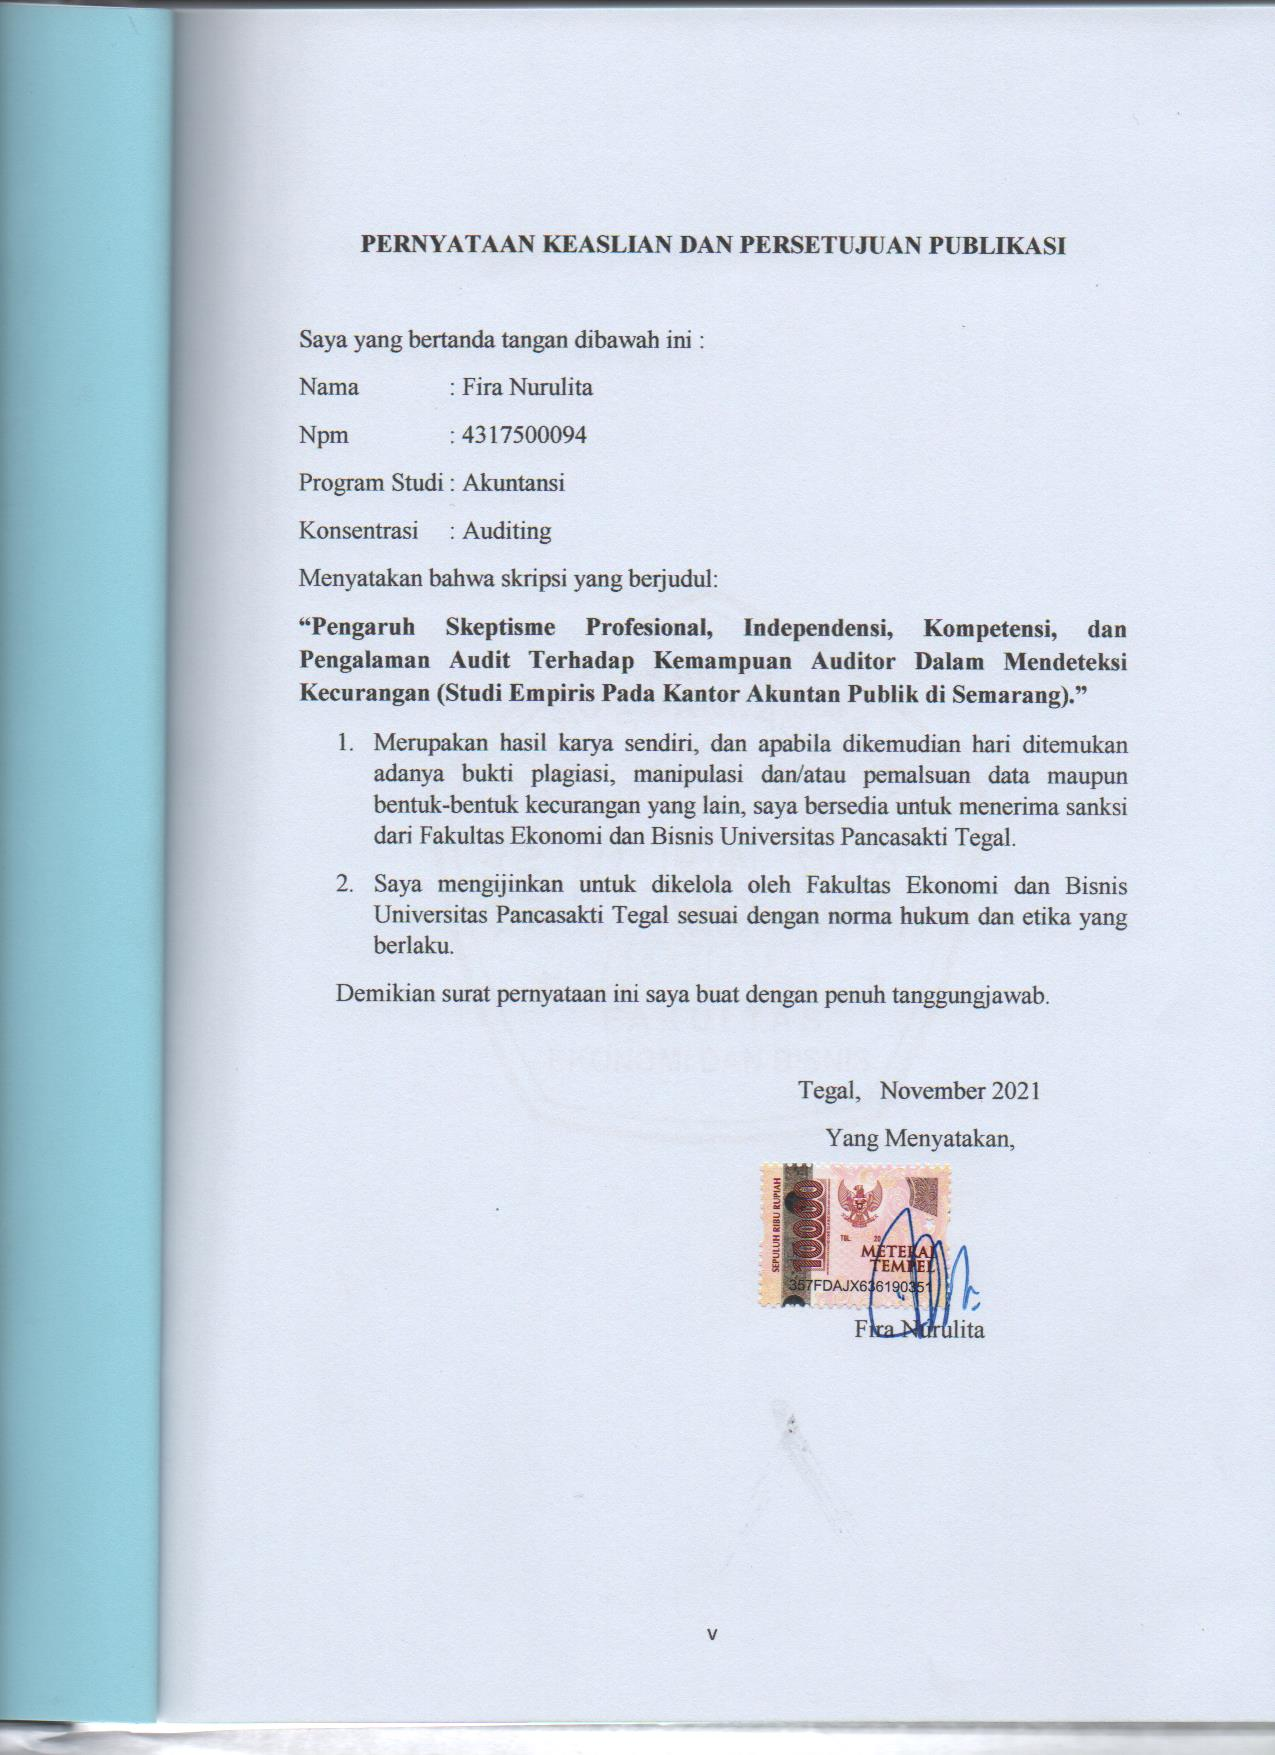 PERNYATAAN KEASLIAN DAN PERSETUJUAN PUBLIKASI
Saya yang bertanda tangan dibawah ini :
Nama : Fira Nurulita
Npm : 4317500094
Program Studi : Akuntansi
Konsentrasi : Auditing
Menyatakan bahwa skripsi yang berjudul:
“Pengaruh Skeptisme Profesional, Independensi, Kompetensi, dan
Pengalaman Audit Terhadap Kemampuan Auditor Dalam Mendeteksi
Kecurangan (Studi Empiris Pada Kantor Akuntan Publik di Semarang).”
1. Merupakan hasil karya sendiri, dan apabila dikemudian hari ditemukan
adanya bukti plagiasi, manipulasi dan/atau pemalsuan data maupun
bentuk-bentuk kecurangan yang lain, saya bersedia untuk menerima sanksi
dari Fakultas Ekonomi dan Bisnis Universitas Pancasakti Tegal.
2. Saya mengijinkan untuk dikelola oleh Fakultas Ekonomi dan Bisnis
Universitas Pancasakti Tegal sesuai dengan norma hukum dan etika yang
berlaku.
Demikian surat pernyataan ini saya buat dengan penuh tanggungjawab.
EKONOMI DAN BISNIS
Tegal, November 2021
Yang Menyatakan,
SEPULUH RIBU RUPIAH
10000
TGL. 20
METERAI
TEMPEL
357FDAJX636190351
Fira Nurulita
v